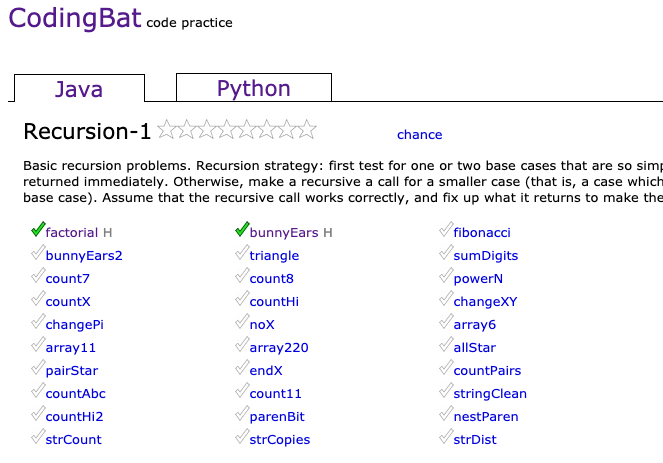 CodingBat code practice
Java Python
Recursion-1 chance
Basic recursion problems. Recursion strategy: first test for one or two base cases that are so simp
returned immediately. Otherwise, make a recursive a call for a smaller case (that is, a case which
base case). Assume that the recursive call works correctly, and fix up what it returns to make the
factorial H bunnyEars H fibonacci
bunnyEars2 triangle sumDigits
count7 count8 powerN
countX countHi changeXY
changePi noX array6
array11 array220 allStar
pairStar endX countPairs
countAbc count11 stringClean
countHi2 parenBit nestParen
strCount strCopies strDist